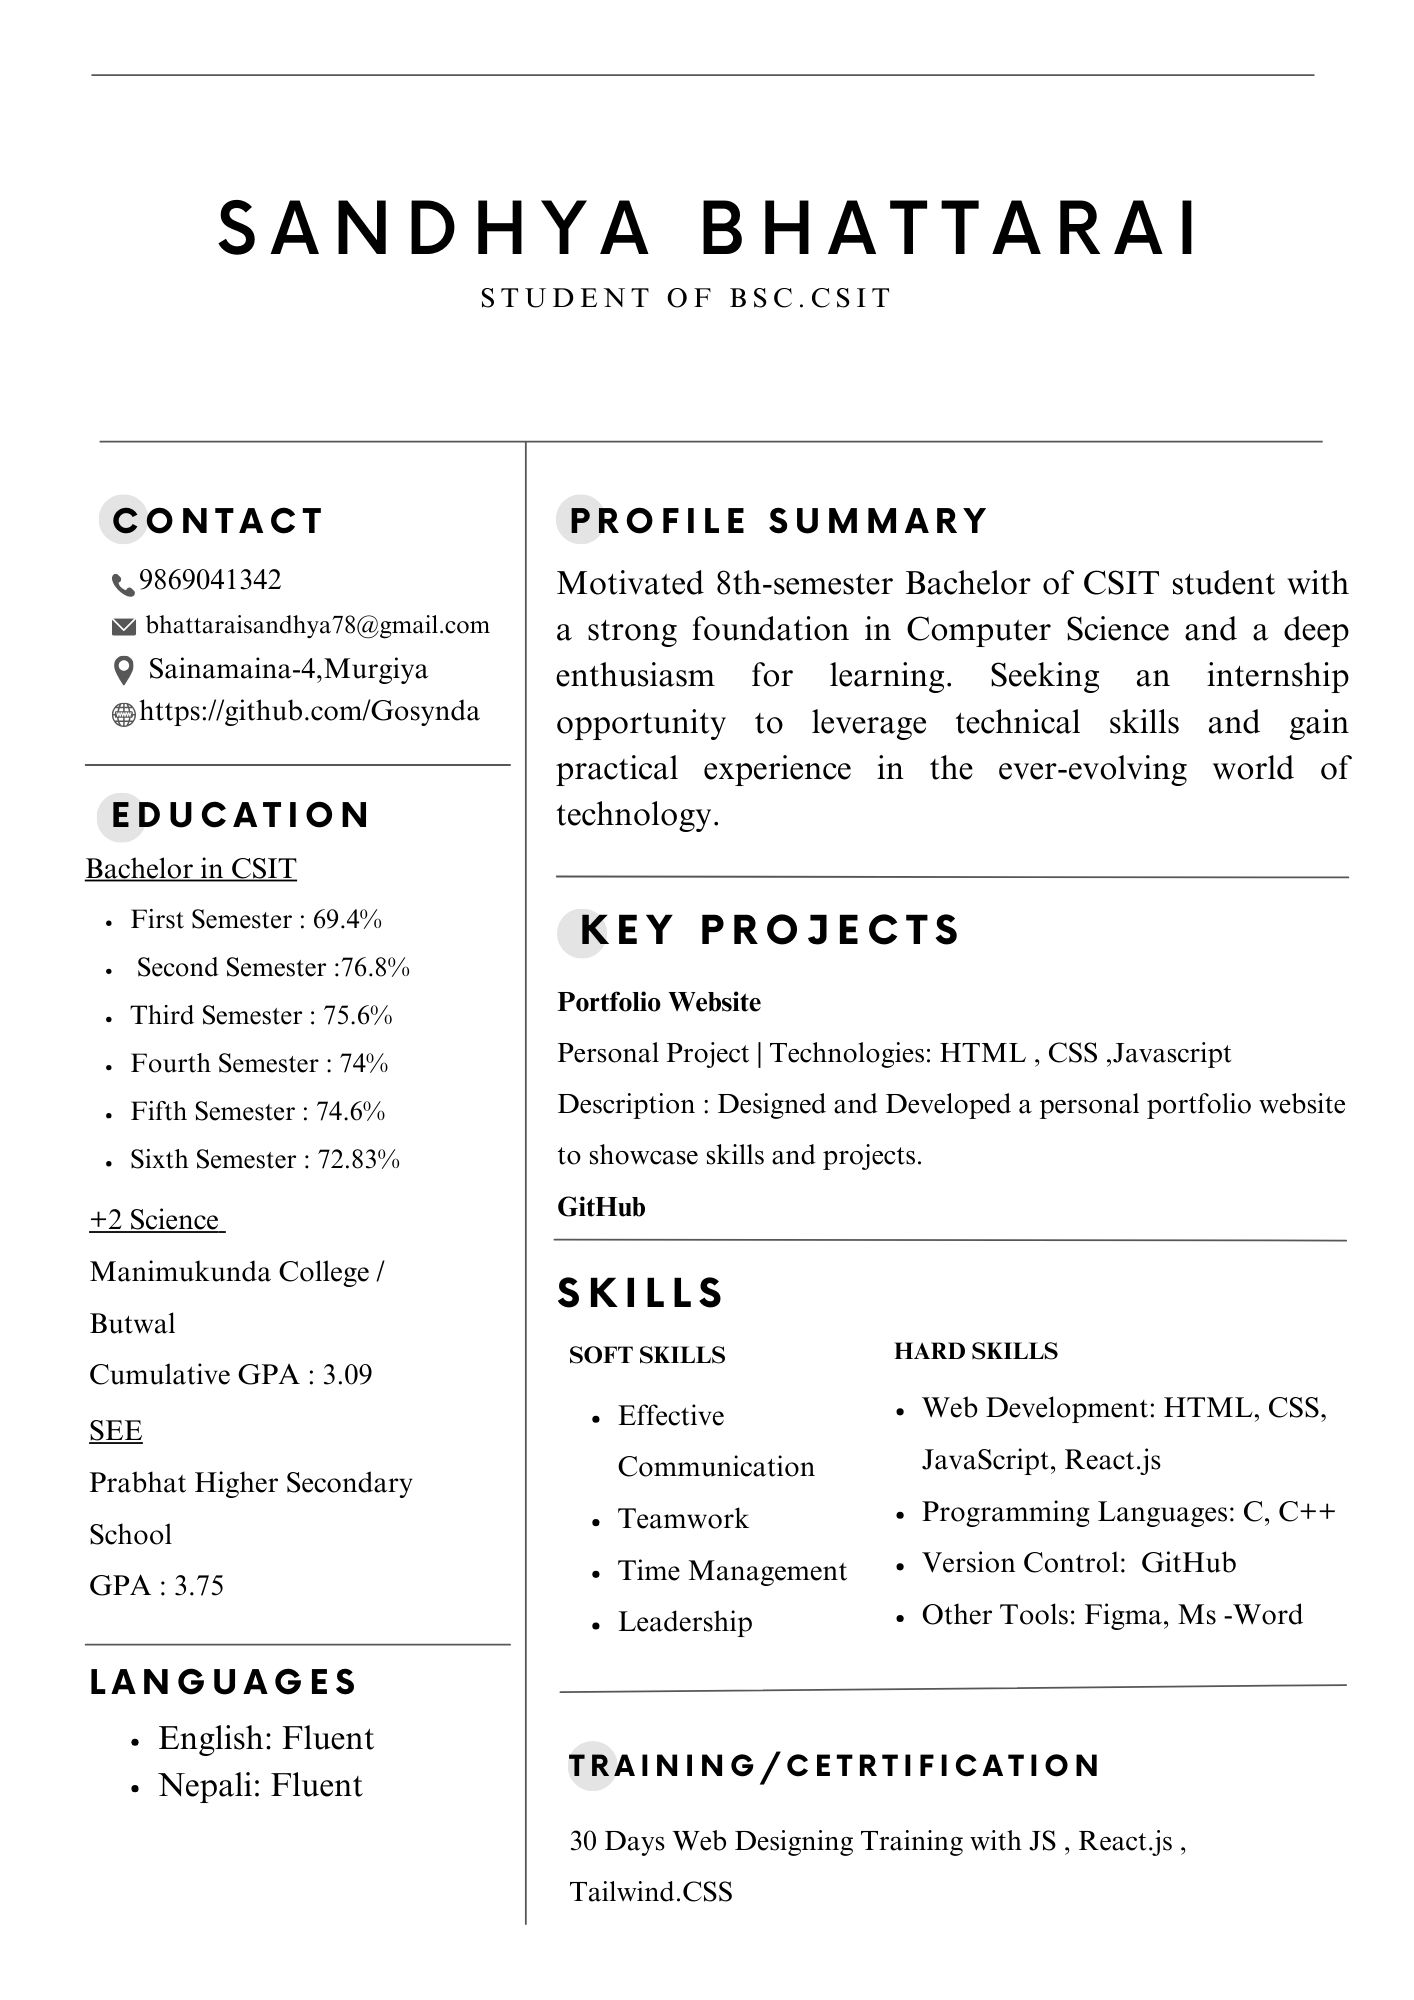 SANDHYA BHATTARAI
STUDENT OF BSC.CSIT
CONTACT
9869041342
bhattaraisandhya78@gmail.com
Sainamaina-4,Murgiya
https://github.com/Gosynda
EDUCATION
Bachelor in CSIT
• First Semester : 69.4%
• Second Semester :76.8%
• Third Semester : 75.6%
• Fourth Semester : 74%
• Fifth Semester : 74.6%
• Sixth Semester : 72.83%
+2 Science
Manimukunda College /
Butwal
Cumulative GPA : 3.09
SEE
Prabhat Higher Secondary
School
GPA : 3.75
LANGUAGES
• English: Fluent
• Nepali: Fluent
PROFILE SUMMARY
Motivated 8th-semester Bachelor of CSIT student with
a strong foundation in Computer Science and a deep
enthusiasm for learning. Seeking an internship
opportunity to leverage technical skills and gain
practical experience in the ever-evolving world of
technology.
KEY PROJECTS
Portfolio Website
Personal Project | Technologies: HTML , CSS ,Javascript
Description : Designed and Developed a personal portfolio website
to showcase skills and projects.
GitHub
SKILLS
SOFT SKILLS
• Effective
Communication
• Teamwork
• Time Management
• Leadership
HARD SKILLS
• Web Development: HTML, CSS,
JavaScript, React.js
• Programming Languages: C, C++
• Version Control: GitHub
• Other Tools: Figma, Ms -Word
TRAINING/CETRTIFICATION
30 Days Web Designing Training with JS , React.js ,
Tailwind.CSS